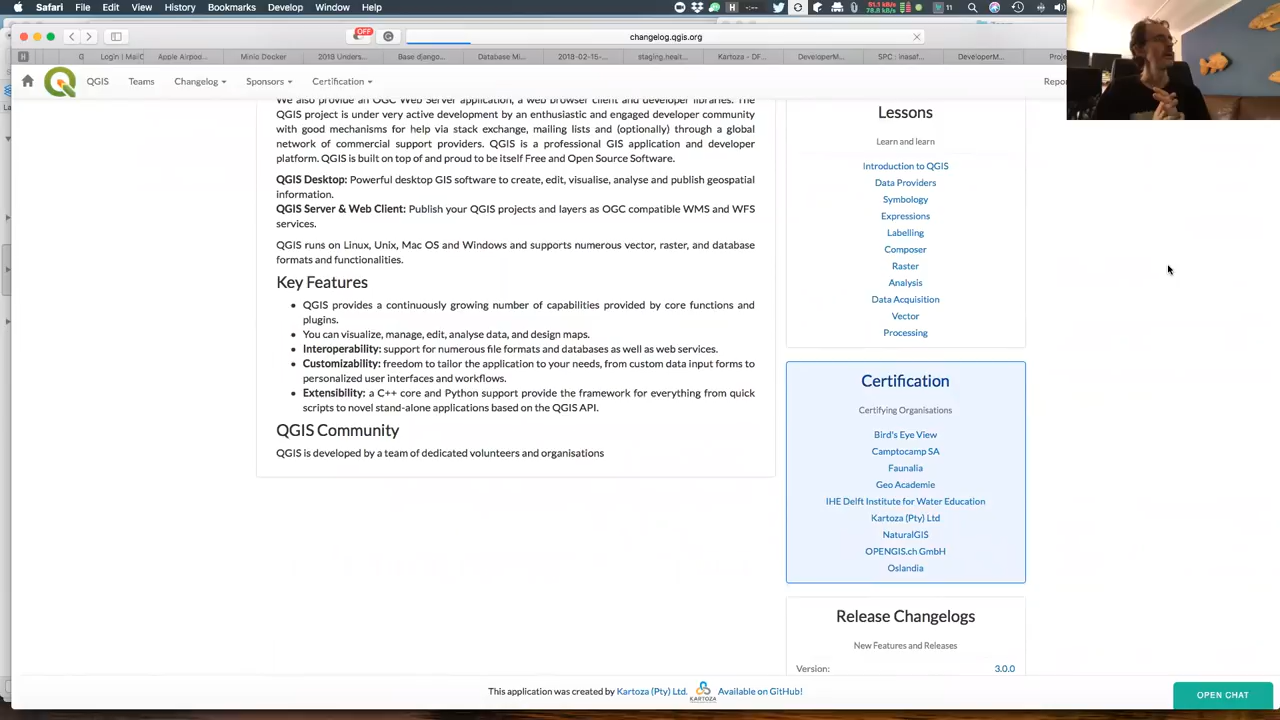 Safari File Edit View History Bookmarks Develop Window Help
OFF
changelog.qgis.org
Login | MailC
Apple Airpoo...
Minio Docker
2019 Unders...
Base django...
Database Mi...
2018-02-15-...
staging.healt...
Kartoza - DF...
DeveloperM...
SPC : Inasaf...
DeveloperM...
QGIS Teams Changelog Sponsors Certification
We also provide an OGC Web Server application, a web browser client and developer libraries. The
QGIS project is under very active development by an enthusiastic and engaged developer community
with good mechanisms for help via stack exchange, mailing lists and (optionally) through a global
network of commercial support providers. QGIS is a professional GIS application and developer
platform. QGIS is built on top of and proud to be itself Free and Open Source Software.
QGIS Desktop: Powerful desktop GIS software to create, edit, visualise, analyse and publish geospatial
information.
QGIS Server & Web Client: Publish your QGIS projects and layers as OGC compatible WMS and WFS
services.
QGIS runs on Linux, Unix, Mac OS and Windows and supports numerous vector, raster, and database
formats and functionalities.
Key Features
QGIS provides a continuously growing number of capabilities provided by core functions and
plugins.
You can visualize, manage, edit, analyse data, and design maps.
Interoperability: support for numerous file formats and databases as well as web services.
Customizability: freedom to tailor the application to your needs, from custom data input forms to
personalized user interfaces and workflows.
Extensibility: a C++ core and Python support provide the framework for everything from quick
scripts to novel stand-alone applications based on the QGIS API.
QGIS Community
QGIS is developed by a team of dedicated volunteers and organisations
Lessons
Learn and learn
Introduction to QGIS
Data Providers
Symbology
Expressions
Labelling
Composer
Raster
Analysis
Data Acquisition
Vector
Processing
Certification
Certifying Organisations
Bird's Eye View
Camptocamp SA
Faunalia
Geo Academie
IHE Delft Institute for Water Education
Kartoza (Pty) Ltd
NaturalGIS
OPENGIS.ch GmbH
Oslandia
Release Changelogs
New Features and Releases
Version: 3.0.0
This application was created by Kartoza (Pty) Ltd. KARTOZA Available on GitHub!
OPEN CHAT